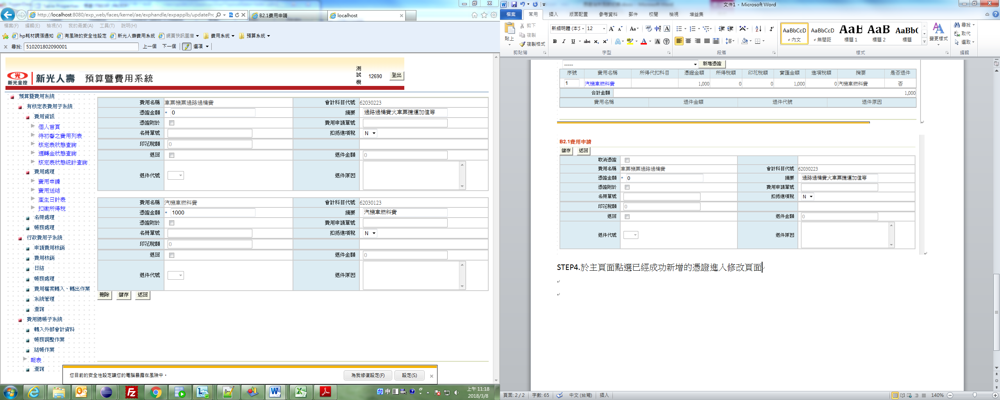 http://localhost:8080/exp_web/faces/kernel/ae/exphandle/expapplb/updatePro
B2.1費用申請
localhost
檔案(F) 編輯(E) 檢視(V) 我的最愛(A) 工具(T) 說明(H)
hp耗材調漲通知 有風險的安全性設定 新光人壽費用系統 網頁快訊圖庫 費用系統 預算系統
尋找: 510201802090001 上一個 下一個 選項
新光金控 新光人壽 預算暨費用系統
測試機 12690 登出
預算暨費用系統
有核定表費用子系統
費用資訊
個人首頁
待初審之費用列表
核定表狀態查詢
週轉金狀態查詢
核定表狀態統計查詢
費用處理
費用申請
費用送結
產生日計表
扣繳所得稅
名冊處理
帳務處理
行政費用子系統
申請費用核銷
費用核銷
日結
帳務處理
費用檔案轉入、轉出作業
系統管理
查詢
費用總帳子系統
轉入外部會計資料
帳務調整作業
結帳作業
報表
查詢
費用名稱 車票機票過路過橋費 會計科目代號 62030223
憑證金額 * 0 摘要 過路過橋費火車票捷運加值等
憑證附於 費用申請單號
名冊單號 扣抵進項稅 N
印花稅額 0
退回 退件金額 0
退件代號 退件原因
費用名稱 汽機車燃料費 會計科目代號 62030123
憑證金額 * 1000 摘要 汽機車燃料費
憑證附於 費用申請單號
名冊單號 扣抵進項稅 N
印花稅額 0
退回 退件金額 0
退件代號 退件原因
刪除 儲存 返回
您目前的安全性設定讓您的電腦暴露在風險中。 為我修復設定(F) 設定(S)
中
上午 11:18
2018/3/8
文件1 - Microsoft Word
檔案 常用 插入 版面配置 參考資料 郵件 校閱 檢視 增益集
貼上 剪下 複製 複製格式
新細明體 (本文 12
AaBbCcD AaBbCcD AaBb AaB AaBbC
內文 無間距 標題 1 標題 2 標題
變更樣式 尋找 取代 選取
剪貼簿 字型 段落 樣式 編輯
----- 新增憑證
序號 費用名稱 所得代扣科目 憑證金額 所得稅額 印花稅額 實匯金額 進項稅額 摘要 是否退件
1 汽機車燃料費 1,000 0 0 1,000 0 汽機車燃料費 否
合計金額 1,000
費用名稱 退件金額 退件代號 退件原因
B2.1費用申請
儲存 返回
取消憑證
費用名稱 車票機票過路過橋費 會計科目代號 62030223
憑證金額 * 0 摘要 過路過橋費火車票捷運加值等
憑證附於 費用申請單號
名冊單號 扣抵進項稅 N
印花稅額 0
退回 退件金額 0
退件代號 退件原因
STEP4.於主頁面點選已經成功新增的憑證進入修改頁面
頁面: 2 / 2 字數: 65 中文 (台灣) 插入 140%